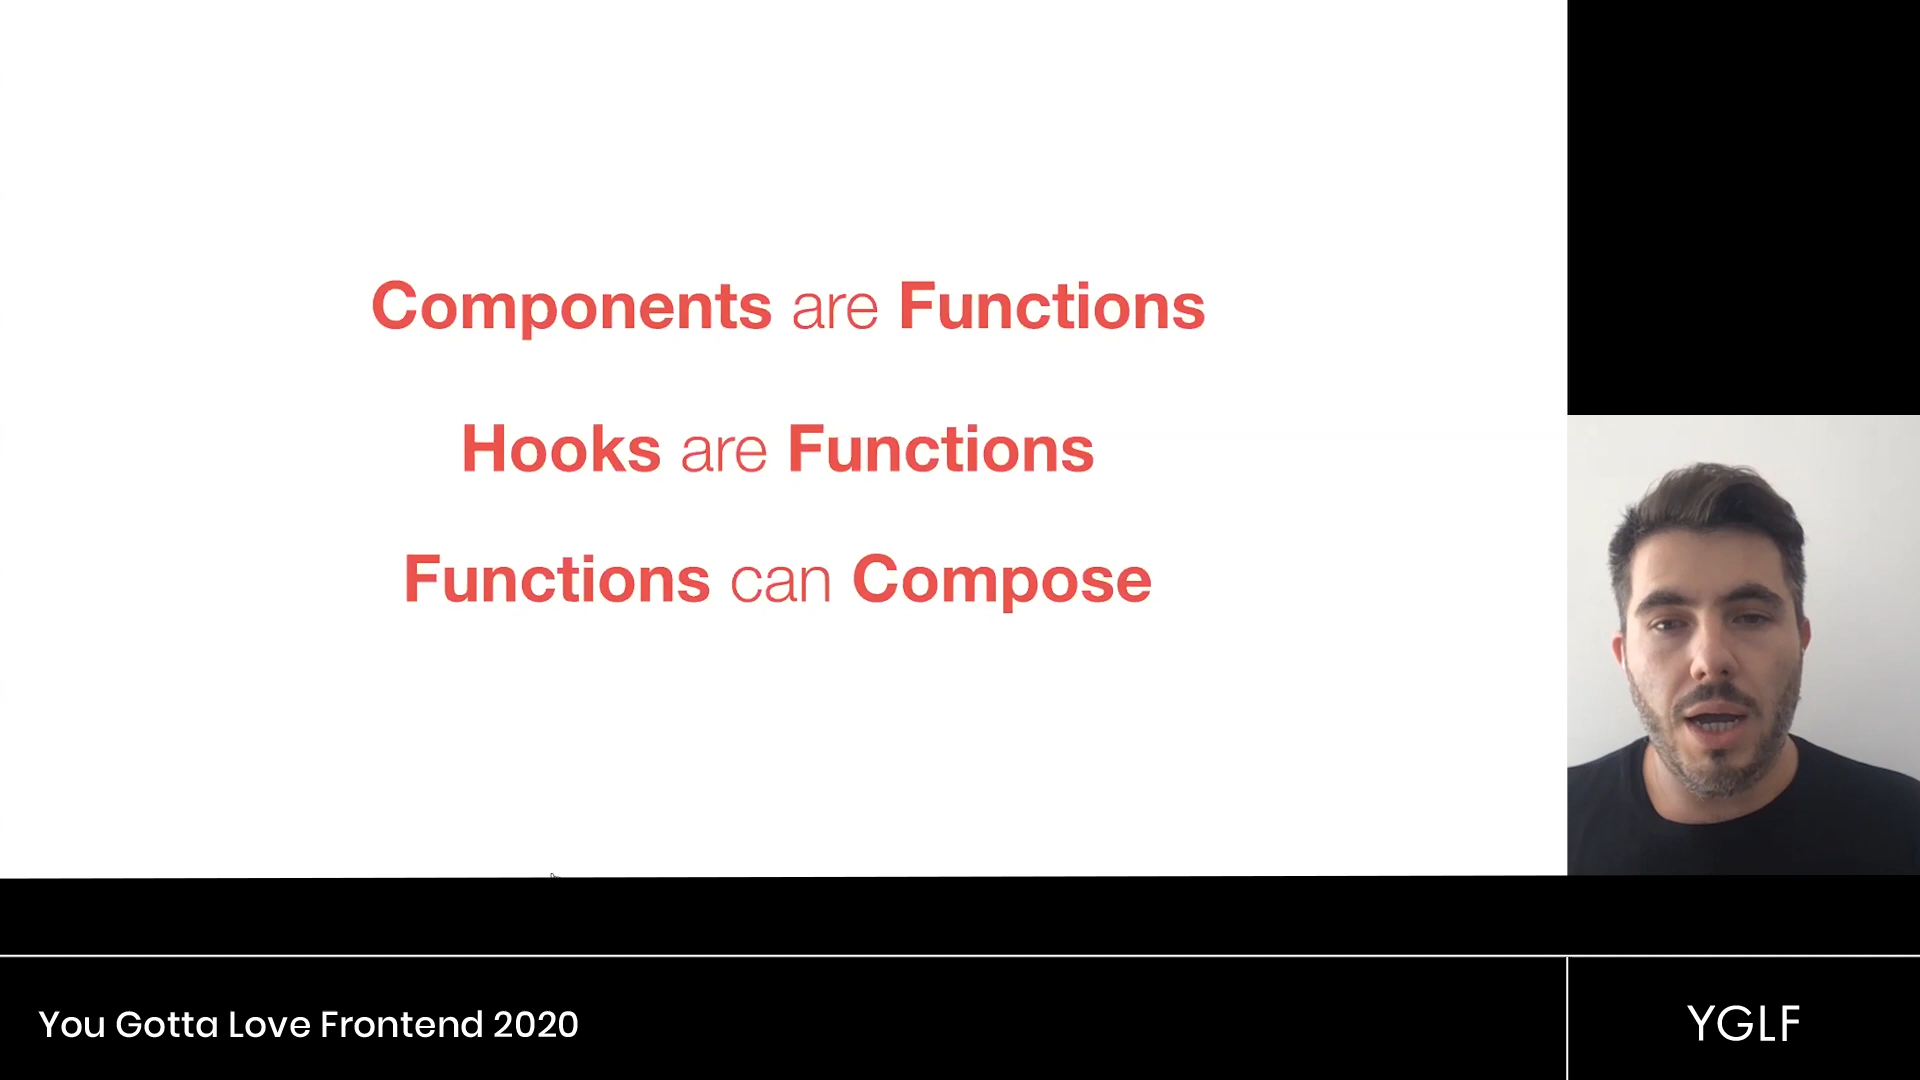 Components are Functions
Hooks are Functions
Functions can Compose
You Gotta Love Frontend 2020
YGLF